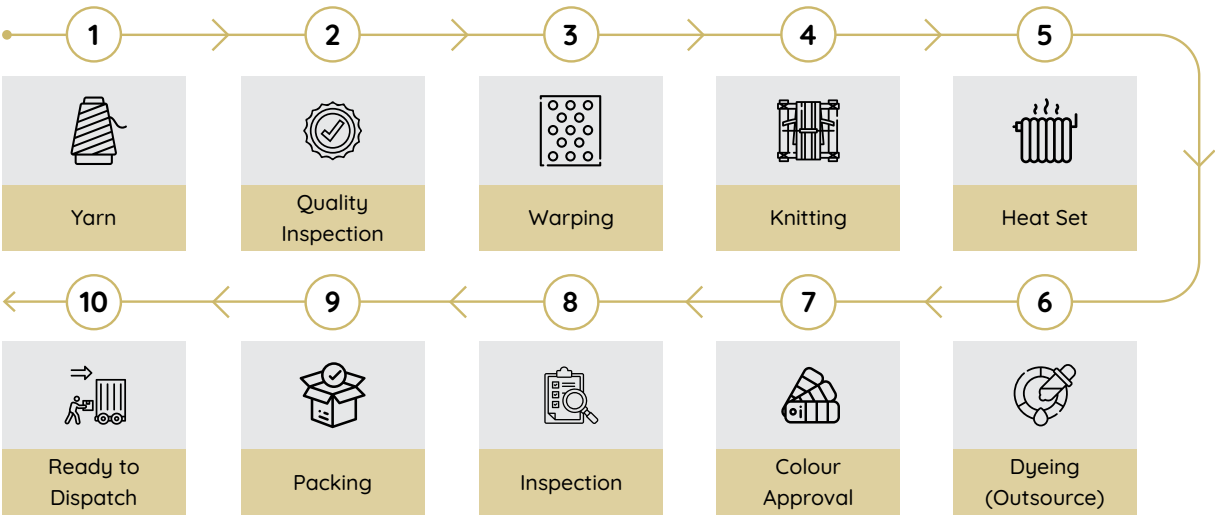 1
2
3
4
5
Yarn
Quality
Inspection
Warping
Knitting
Heat Set
10
9
8
7
6
Ready to
Dispatch
Packing
Inspection
Colour
Approval
Dyeing
(Outsource)